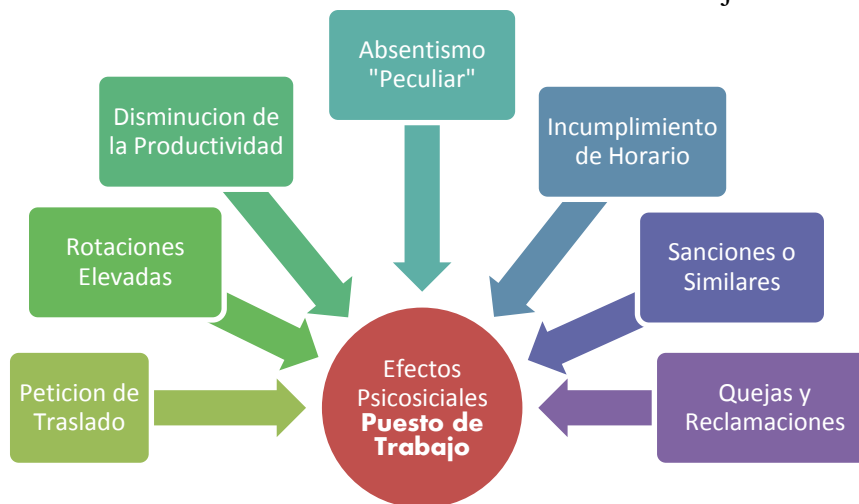 Absentismo
"Peculiar"
Disminucion de
la Productividad
Incumplimiento
de Horario
Rotaciones
Elevadas
Sanciones o
Similares
Peticion de
Traslado
Efectos
Psicosiciales
Puesto de
Trabajo
Quejas y
Reclamaciones